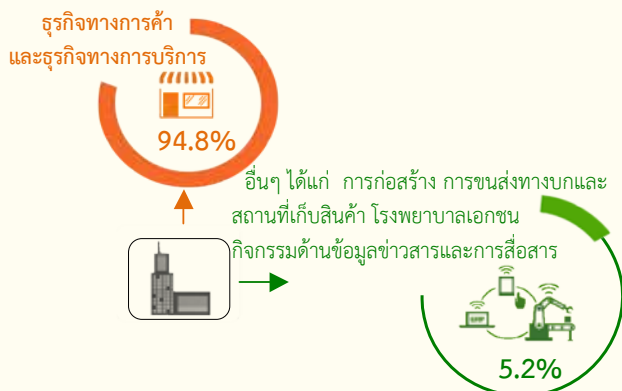 ธุรกิจทางการค้า
และธุรกิจทางการบริการ
94.8%
อื่นๆ ได้แก่ การก่อสร้าง การขนส่งทางบกและ
สถานที่เก็บสินค้า โรงพยาบาลเอกชน
กิจกรรมด้านข้อมูลข่าวสารและการสื่อสาร
5.2%